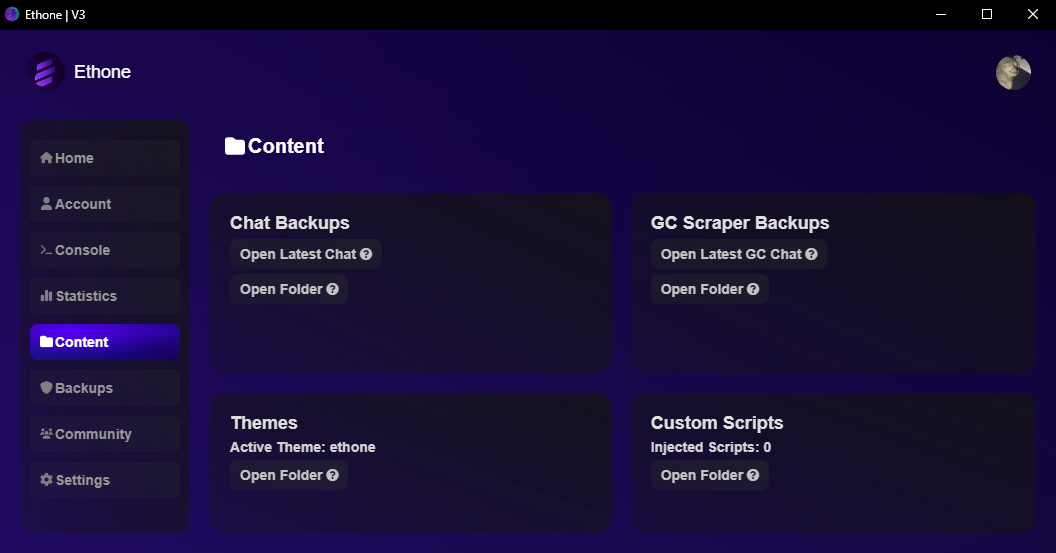 Ethone | V3
Ethone
Home
Account
Console
Statistics
Content
Backups
Community
Settings
Content
Chat Backups
Open Latest Chat
Open Folder
GC Scraper Backups
Open Latest GC Chat
Open Folder
Themes
Active Theme: ethone
Open Folder
Custom Scripts
Injected Scripts: 0
Open Folder